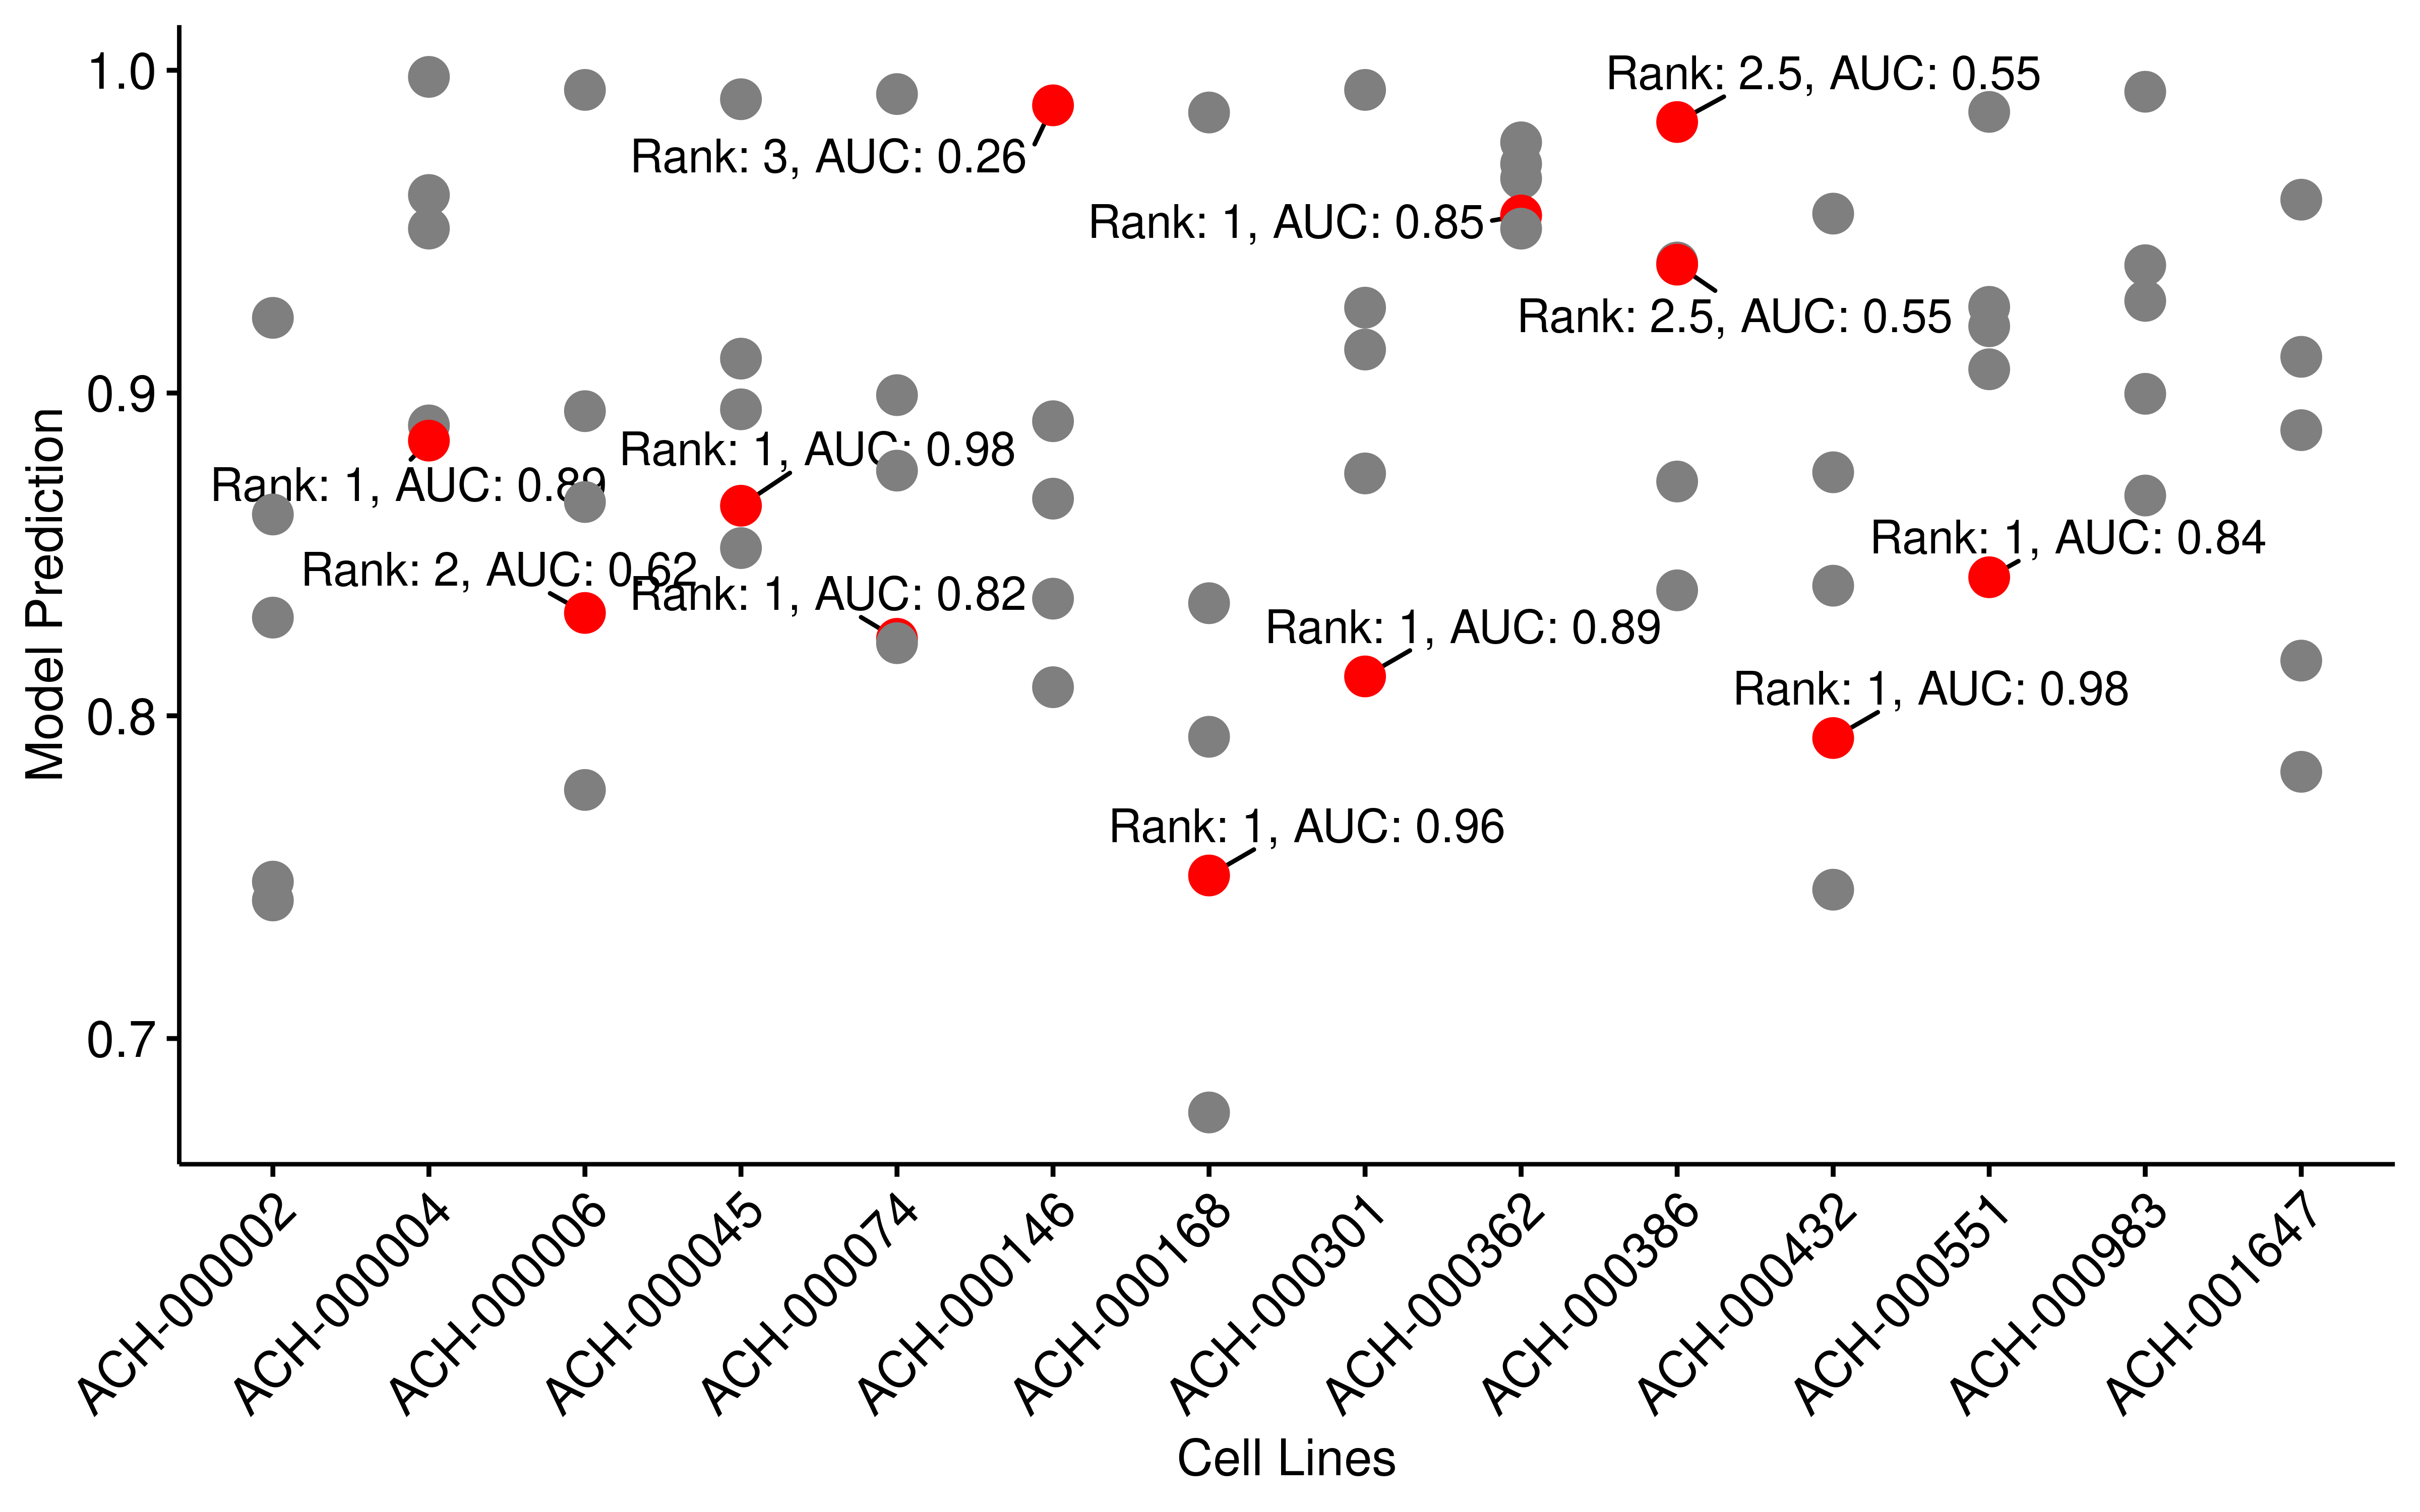 Model Prediction
1.0
0.9
0.8
0.7
Rank: 2.5, AUC: 0.55
Rank: 3, AUC: 0.26
Rank: 1, AUC: 0.85
Rank: 2.5, AUC: 0.55
Rank: 1, AUC: 0.98
Rank: 1, AUC: 0.89
Rank: 1, AUC: 0.84
Rank: 2, AUC: 0.62
Rank: 1, AUC: 0.82
Rank: 1, AUC: 0.89
Rank: 1, AUC: 0.98
Rank: 1, AUC: 0.96
ACH-000002
ACH-000004
ACH-000006
ACH-000045
ACH-000074
ACH-000146
ACH-000168
ACH-000301
ACH-000362
ACH-000386
ACH-000432
ACH-000551
ACH-000983
ACH-001647
Cell Lines